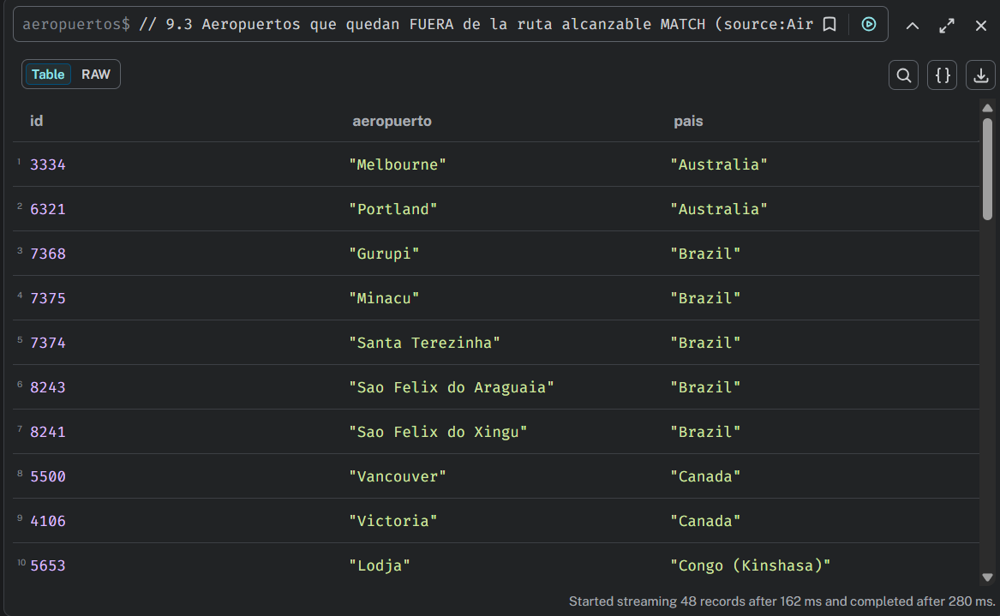 aeropuertos$ // 9.3 Aeropuertos que quedan FUERA de la ruta alcanzable MATCH (source:Air
Table RAW
{}
id aeropuerto pais
1 3334 "Melbourne" "Australia"
2 6321 "Portland" "Australia"
3 7368 "Gurupi" "Brazil"
4 7375 "Minacu" "Brazil"
5 7374 "Santa Terezinha" "Brazil"
6 8243 "Sao Felix do Araguaia" "Brazil"
7 8241 "Sao Felix do Xingu" "Brazil"
8 5500 "Vancouver" "Canada"
9 4106 "Victoria" "Canada"
10 5653 "Lodja" "Congo (Kinshasa)"
Started streaming 48 records after 162 ms and completed after 280 ms.